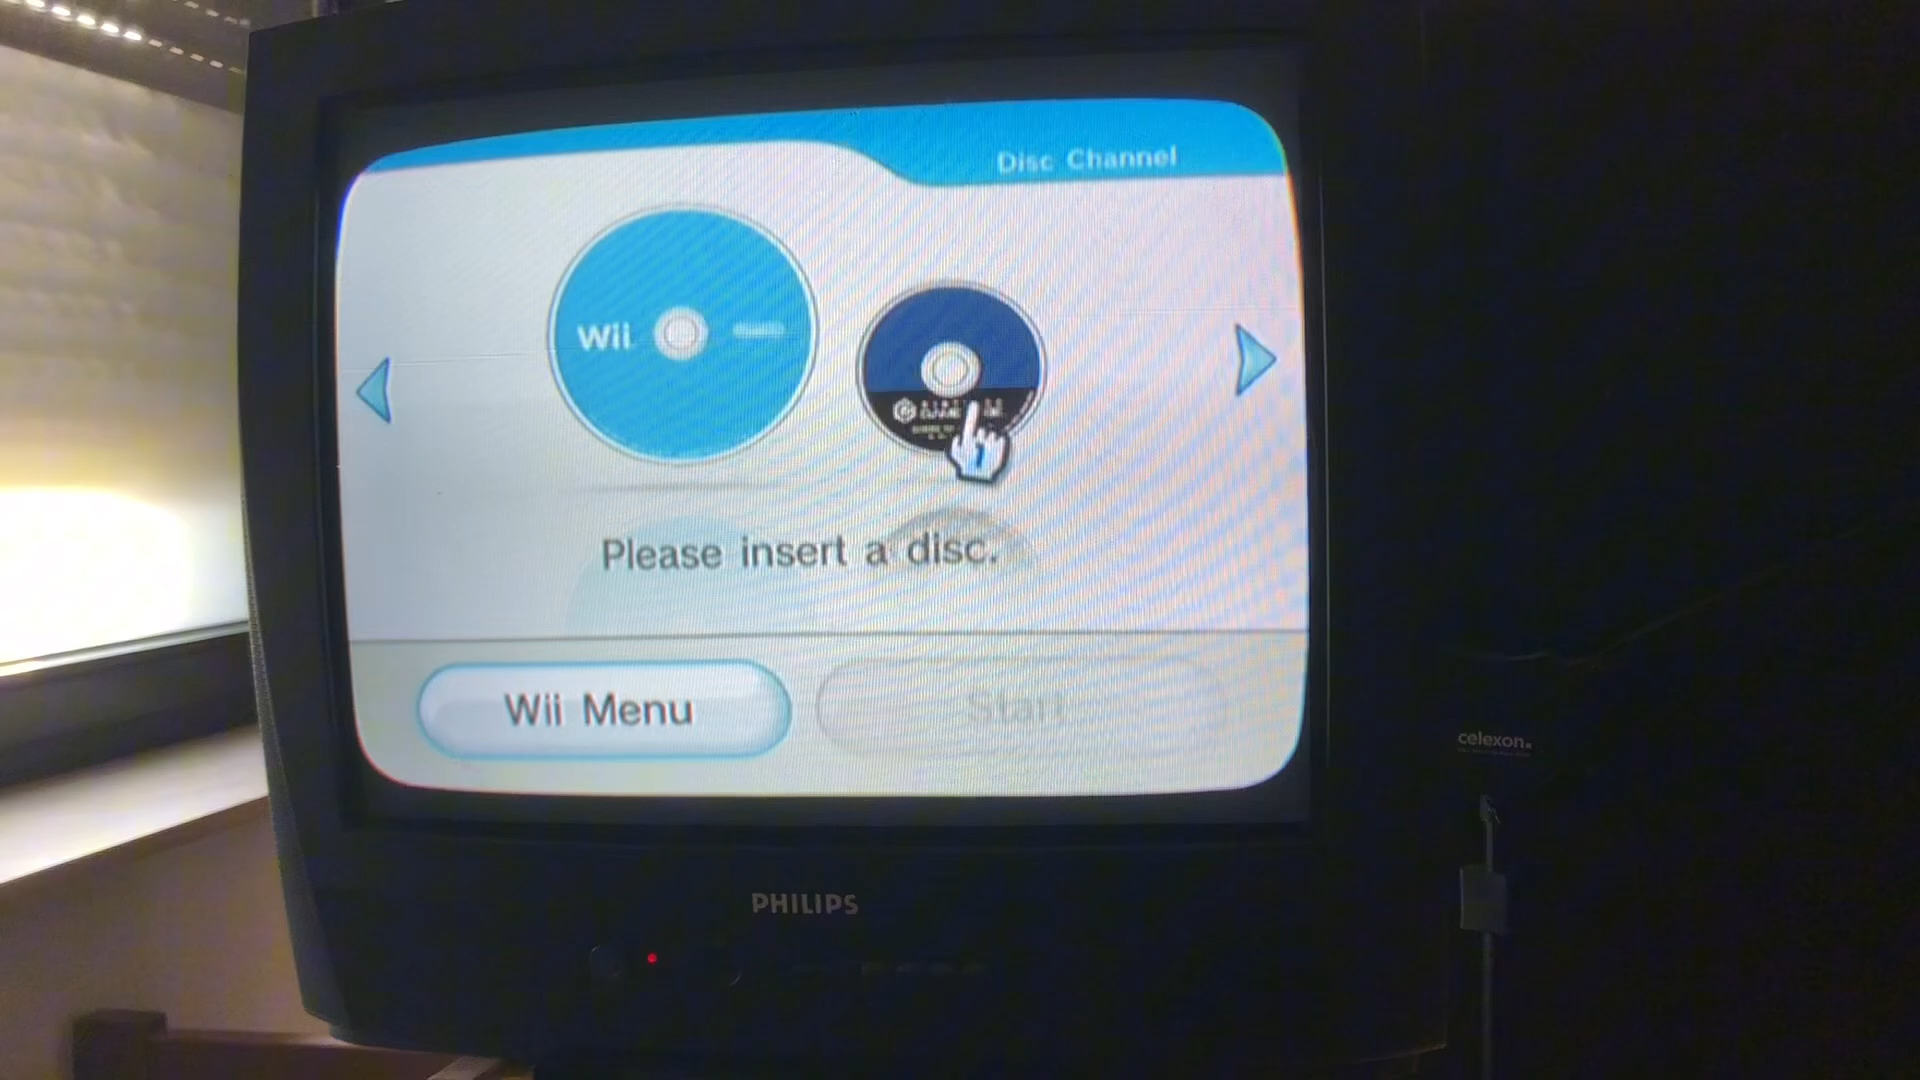 Disc Channel
Wii
Please insert a disc.
Wii Menu
Start
PHILIPS
celexon